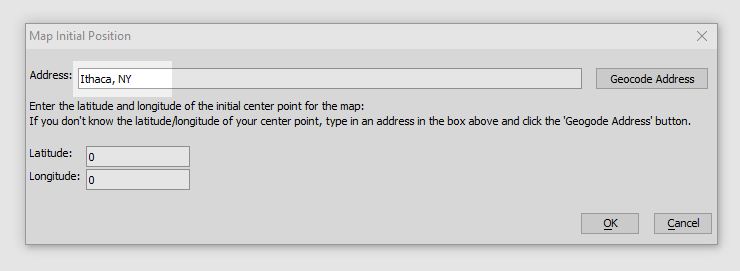 Map Initial Position
Address: Ithaca, NY Geocode Address
Enter the latitude and longitude of the initial center point for the map:
If you don't know the latitude/longitude of your center point, type in an address in the box above and click the 'Geogode Address' button.
Latitude: 0
Longitude: 0
OK Cancel